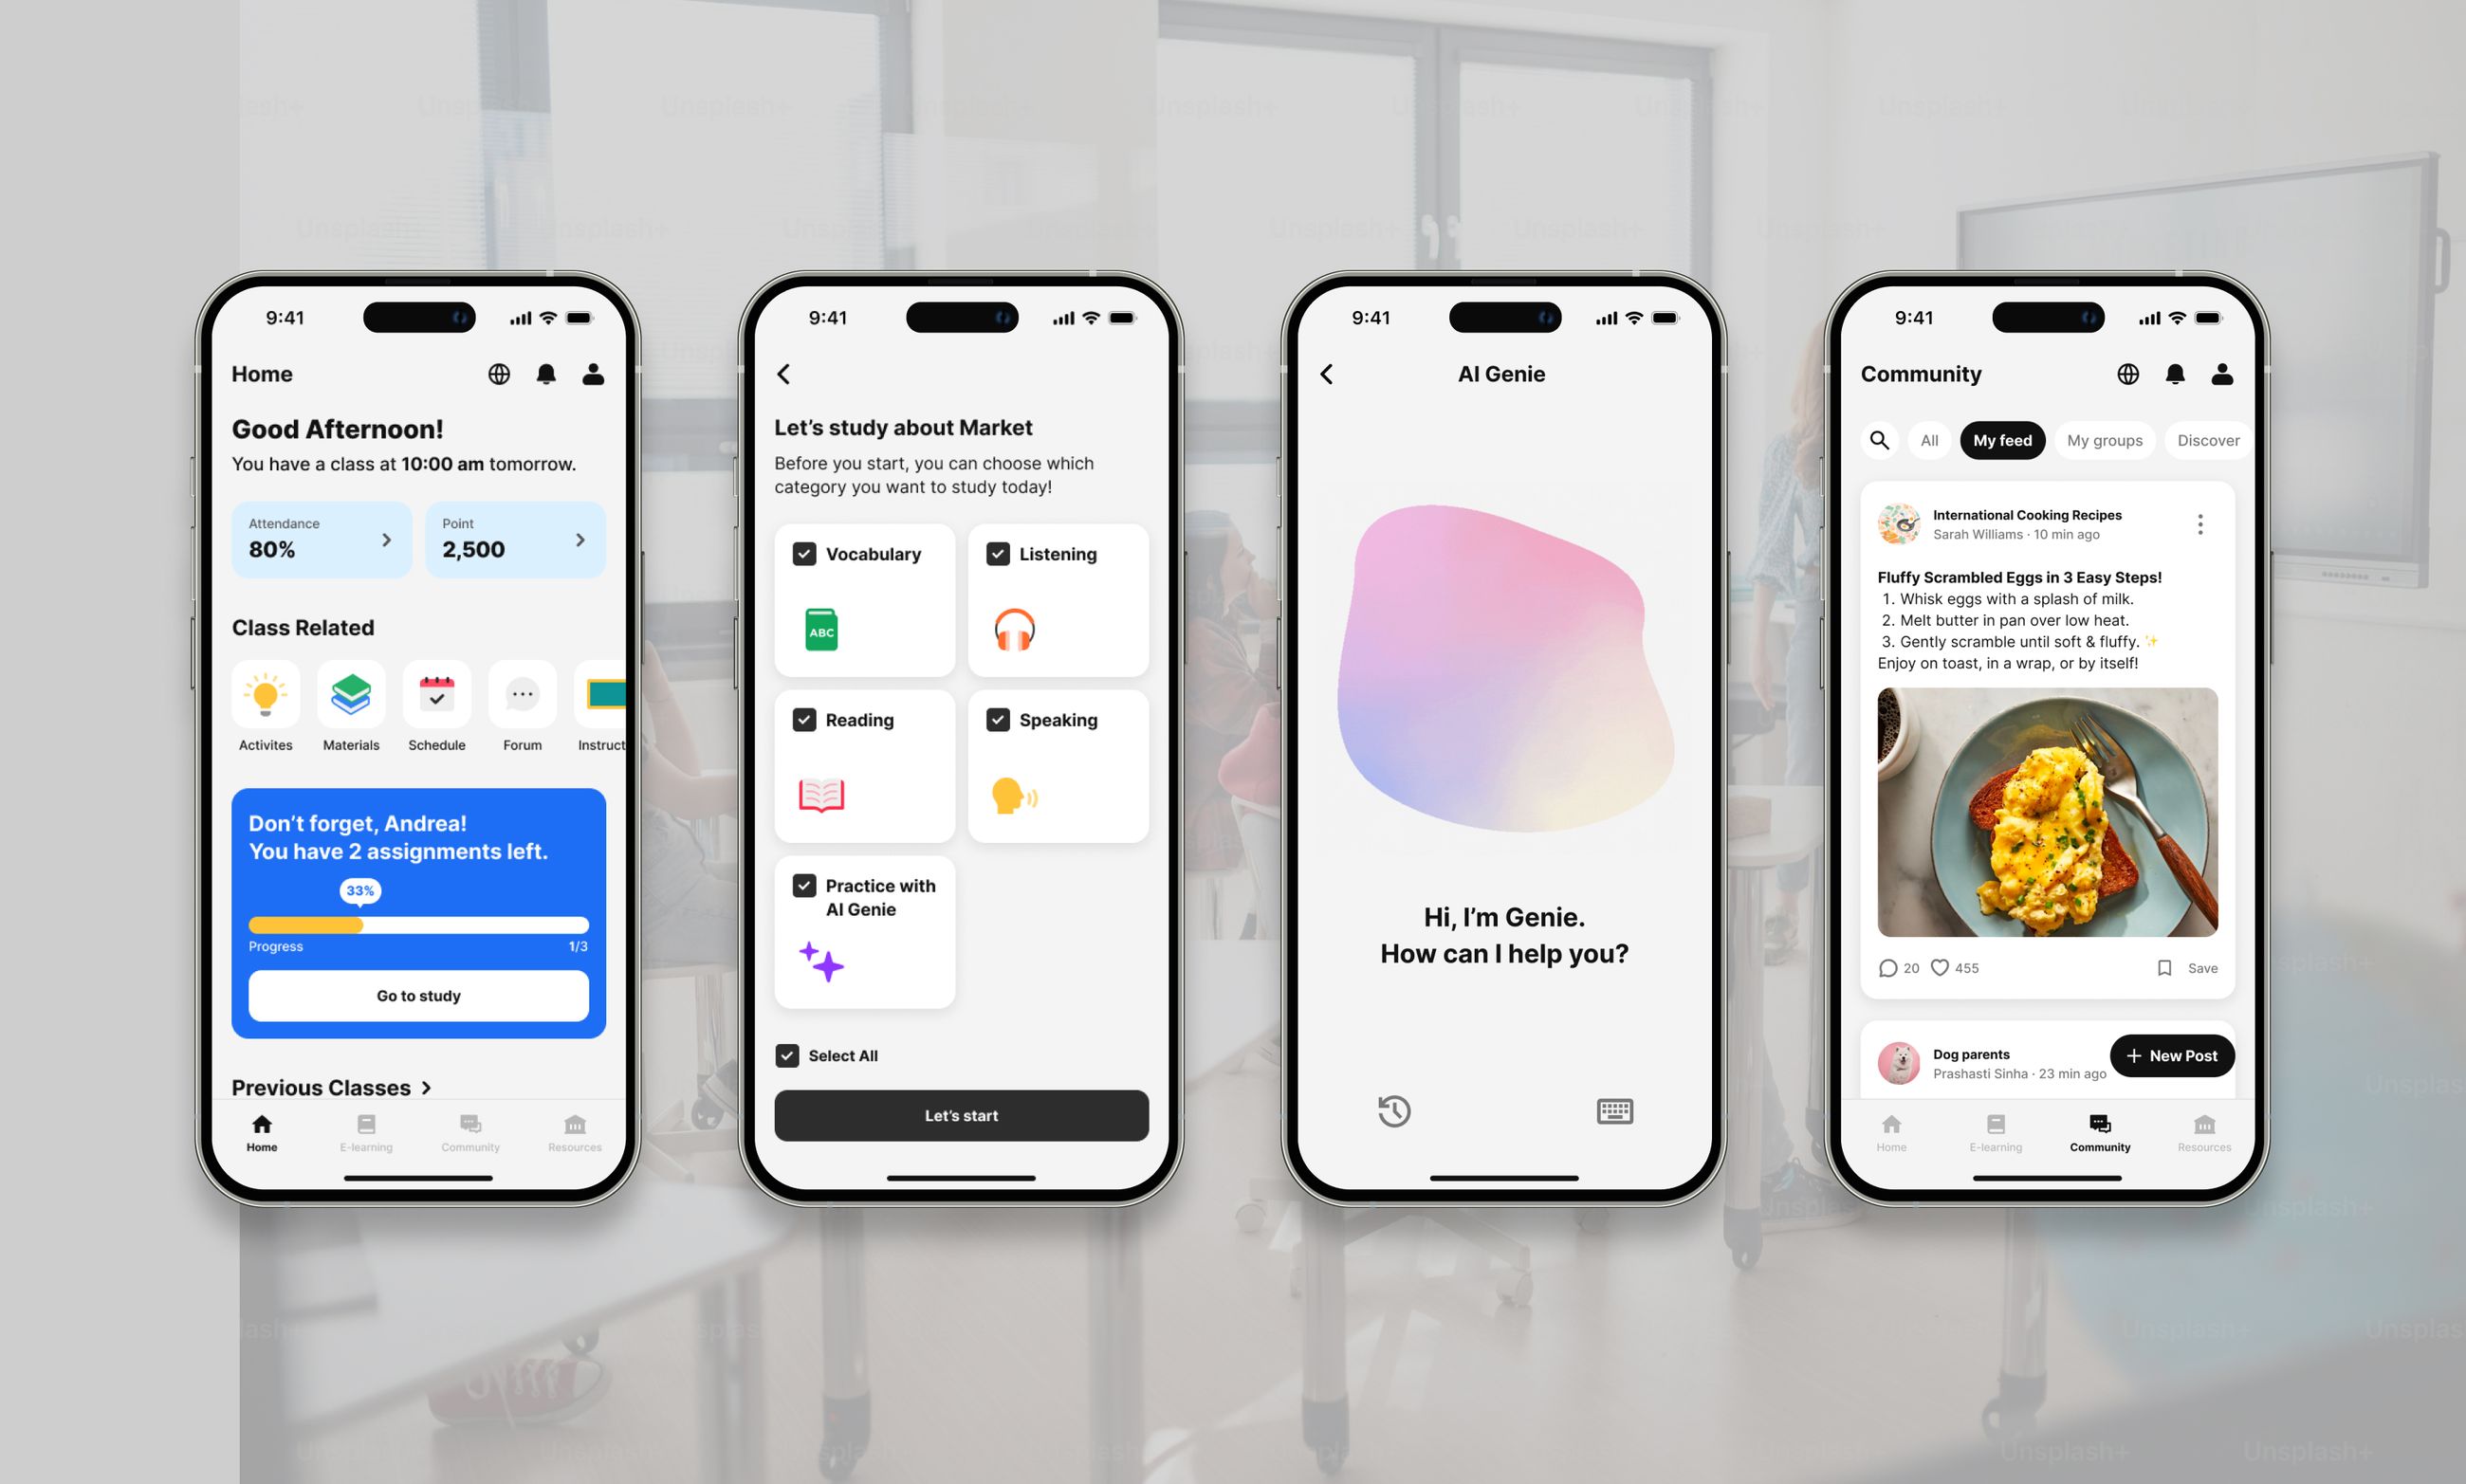 9:41
Home
Good Afternoon!
You have a class at 10:00 am tomorrow.
Attendance
80%
Point
2,500
Class Related
Activites
Materials
Schedule
Forum
Instruct
Don't forget, Andrea!
You have 2 assignments left.
33%
Progress
1/3
Go to study
Previous Classes
Home
E-learning
Community
Resources
9:41
Let's study about Market
Before you start, you can choose which
category you want to study today!
Vocabulary
ABC
Listening
Reading
Speaking
Practice with
AI Genie
Select All
Let's start
9:41
AI Genie
Hi, I'm Genie.
How can I help you?
9:41
Community
All
My feed
My groups
Discover
International Cooking Recipes
Sarah Williams · 10 min ago
Fluffy Scrambled Eggs in 3 Easy Steps!
1. Whisk eggs with a splash of milk.
2. Melt butter in pan over low heat.
3. Gently scramble until soft & fluffy. ✨
Enjoy on toast, in a wrap, or by itself!
20
455
Save
Dog parents
Prashasti Sinha · 23 min ago
+ New Post
Home
E-learning
Community
Resources
Unsplash+